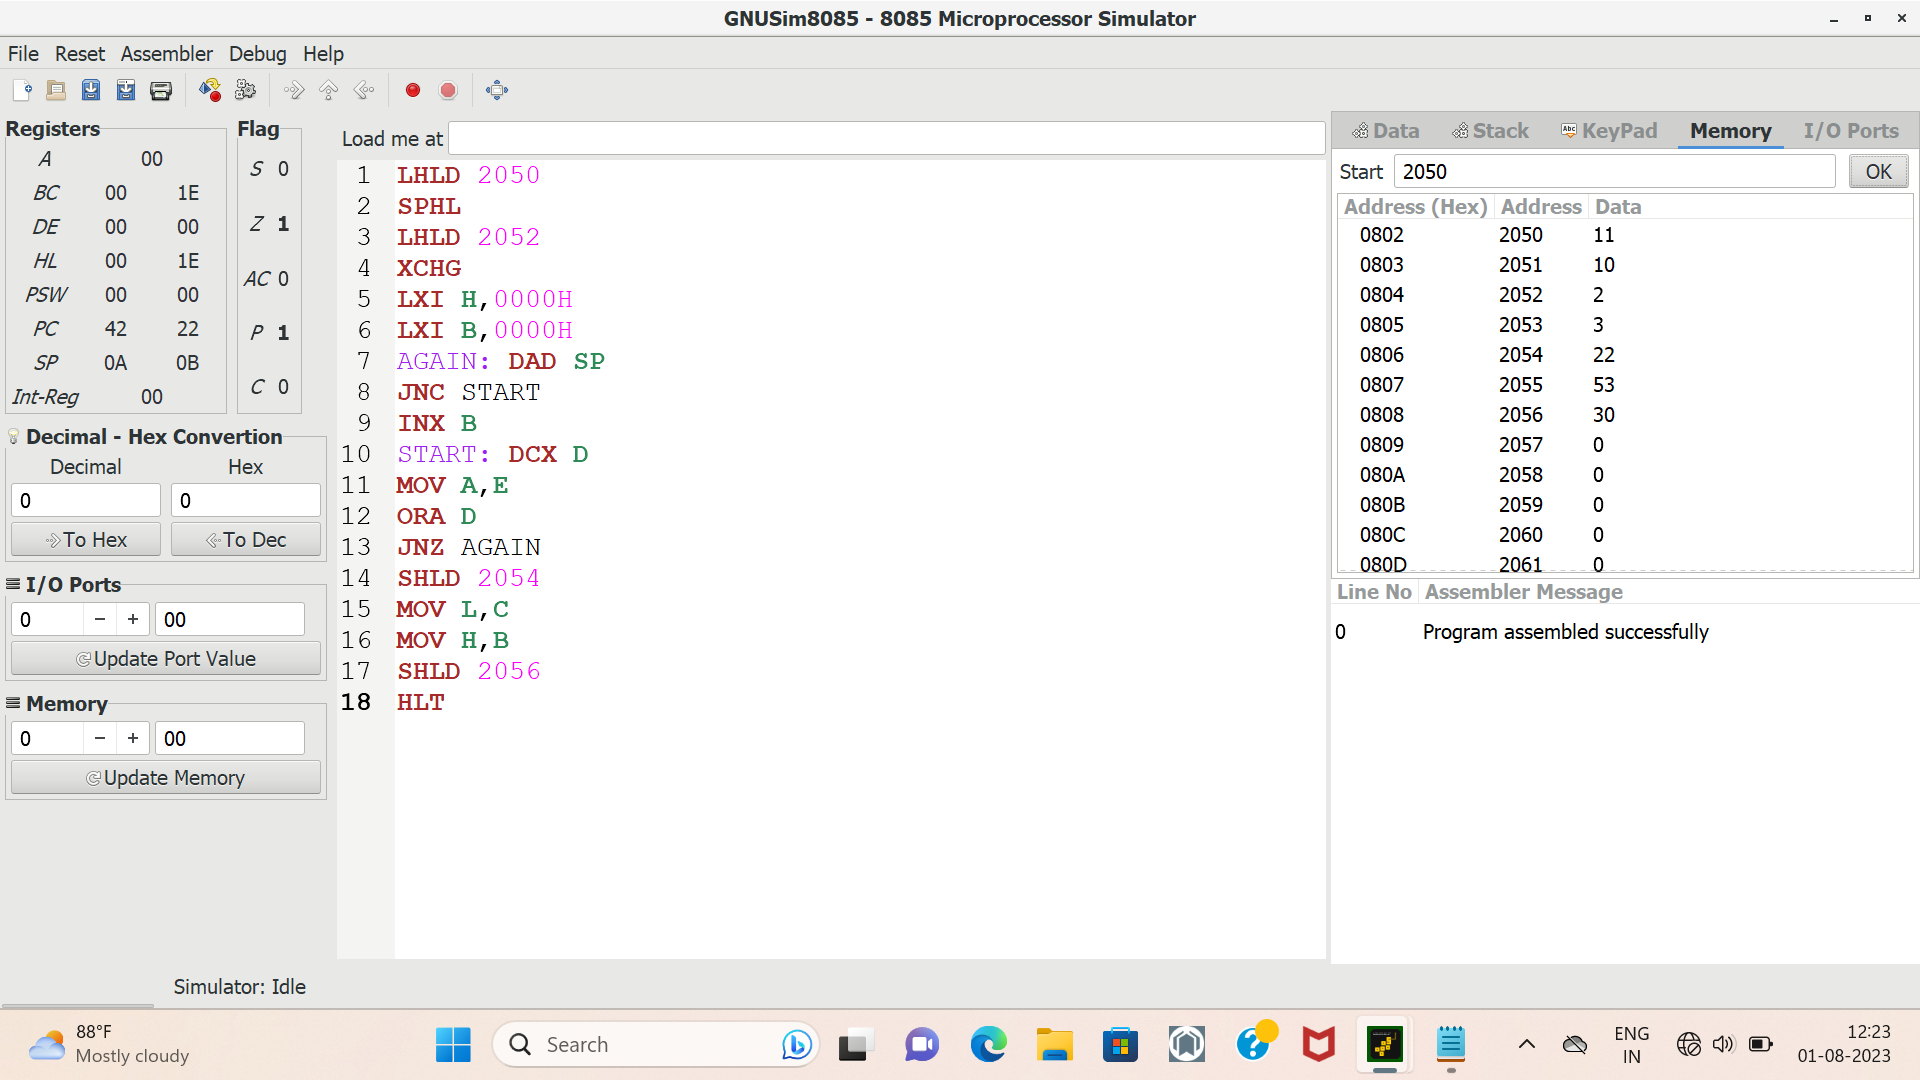 GNUSim8085 - 8085 Microprocessor Simulator
File Reset Assembler Debug Help
Registers
A 00
BC 00 1E
DE 00 00
HL 00 1E
PSW 00 00
PC 42 22
SP 0A 0B
Int-Reg 00
Flag
S 0
Z 1
AC 0
P 1
C 0
Decimal - Hex Convertion
Decimal Hex
0 0
To Hex To Dec
I/O Ports
0 − + 00
Update Port Value
Memory
0 − + 00
Update Memory
Load me at
1 LHLD 2050
2 SPHL
3 LHLD 2052
4 XCHG
5 LXI H,0000H
6 LXI B,0000H
7 AGAIN: DAD SP
8 JNC START
9 INX B
10 START: DCX D
11 MOV A,E
12 ORA D
13 JNZ AGAIN
14 SHLD 2054
15 MOV L,C
16 MOV H,B
17 SHLD 2056
18 HLT
Data Stack Abc KeyPad Memory I/O Ports
Start 2050 OK
Address (Hex) Address Data
0802 2050 11
0803 2051 10
0804 2052 2
0805 2053 3
0806 2054 22
0807 2055 53
0808 2056 30
0809 2057 0
080A 2058 0
080B 2059 0
080C 2060 0
080D 2061 0
Line No Assembler Message
0 Program assembled successfully
Simulator: Idle
88°F
Mostly cloudy
Search
ENG
IN
12:23
01-08-2023